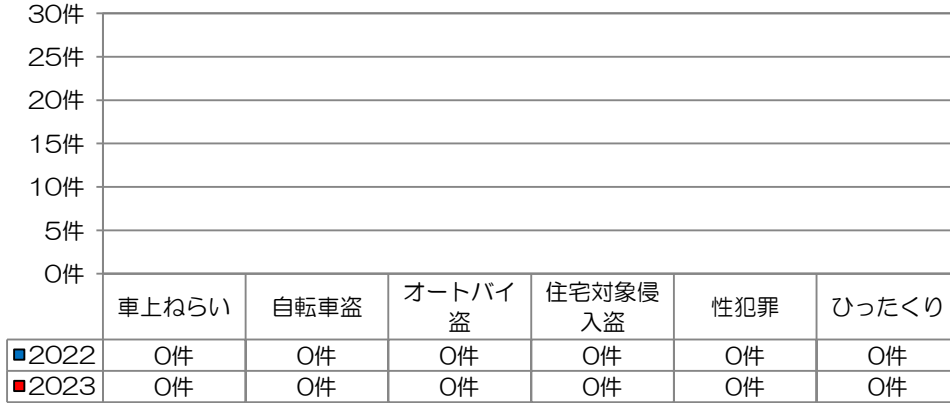 30件
25件
20件
15件
10件
5件
0件
車上ねらい 自転車盗 オートバイ盗 住宅対象侵入盗 性犯罪 ひったくり
■2022 0件 0件 0件 0件 0件 0件
■2023 0件 0件 0件 0件 0件 0件